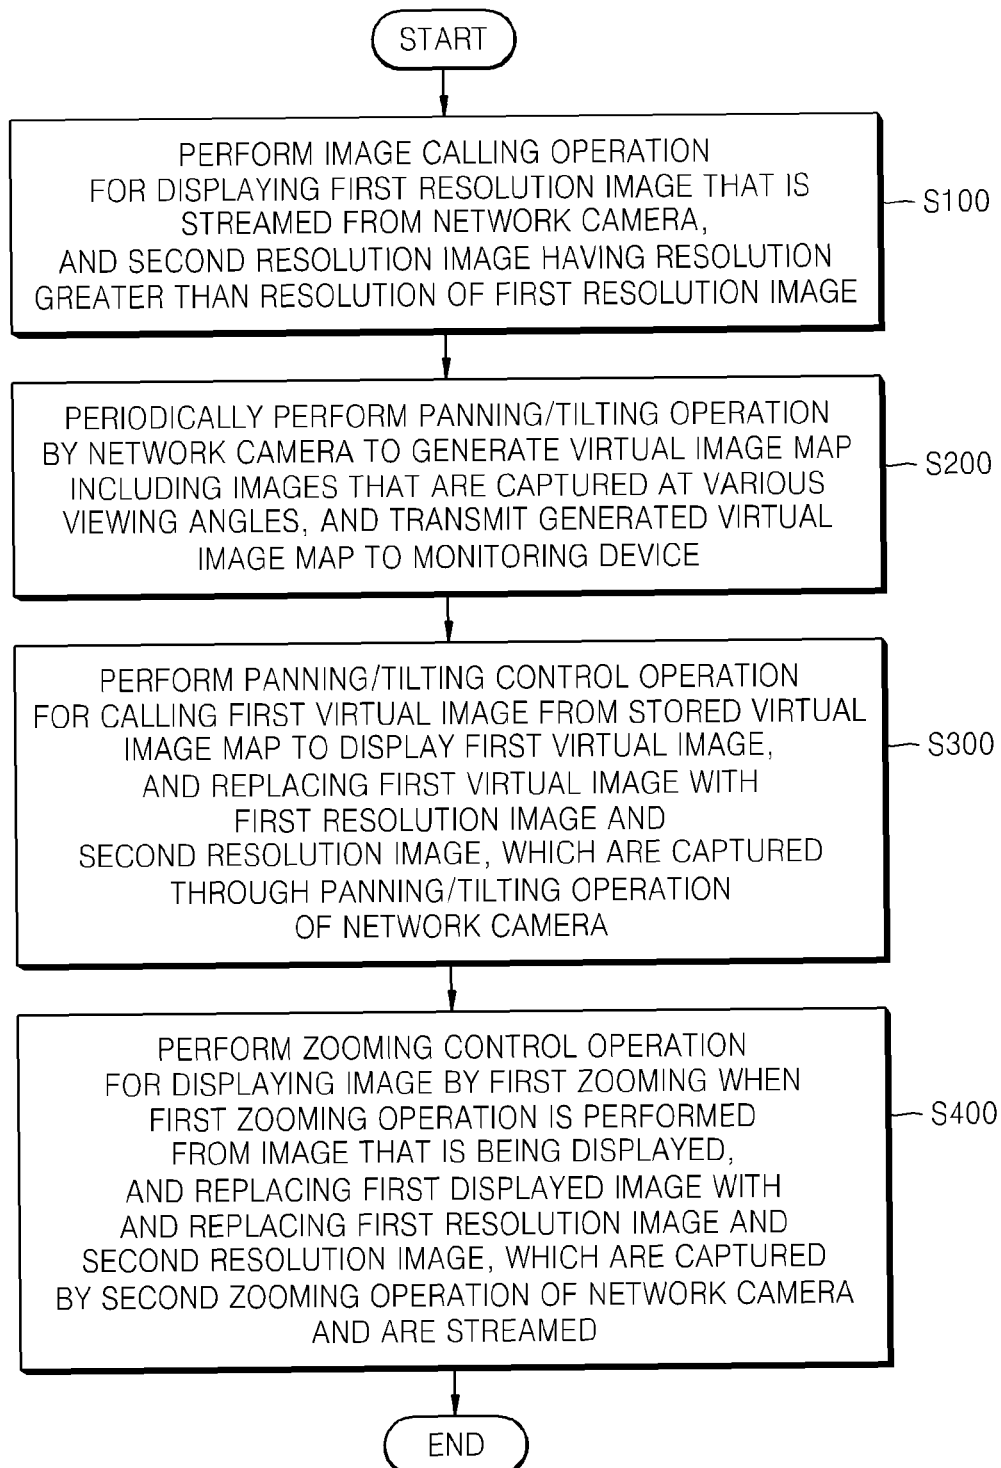 START
PERFORM IMAGE CALLING OPERATION
FOR DISPLAYING FIRST RESOLUTION IMAGE THAT IS
STREAMED FROM NETWORK CAMERA,
AND SECOND RESOLUTION IMAGE HAVING RESOLUTION
GREATER THAN RESOLUTION OF FIRST RESOLUTION IMAGE
S100
PERIODICALLY PERFORM PANNING/TILTING OPERATION
BY NETWORK CAMERA TO GENERATE VIRTUAL IMAGE MAP
INCLUDING IMAGES THAT ARE CAPTURED AT VARIOUS
VIEWING ANGLES, AND TRANSMIT GENERATED VIRTUAL
IMAGE MAP TO MONITORING DEVICE
S200
PERFORM PANNING/TILTING CONTROL OPERATION
FOR CALLING FIRST VIRTUAL IMAGE FROM STORED VIRTUAL
IMAGE MAP TO DISPLAY FIRST VIRTUAL IMAGE,
AND REPLACING FIRST VIRTUAL IMAGE WITH
FIRST RESOLUTION IMAGE AND
SECOND RESOLUTION IMAGE, WHICH ARE CAPTURED
THROUGH PANNING/TILTING OPERATION
OF NETWORK CAMERA
S300
PERFORM ZOOMING CONTROL OPERATION
FOR DISPLAYING IMAGE BY FIRST ZOOMING WHEN
FIRST ZOOMING OPERATION IS PERFORMED
FROM IMAGE THAT IS BEING DISPLAYED,
AND REPLACING FIRST DISPLAYED IMAGE WITH
AND REPLACING FIRST RESOLUTION IMAGE AND
SECOND RESOLUTION IMAGE, WHICH ARE CAPTURED
BY SECOND ZOOMING OPERATION OF NETWORK CAMERA
AND ARE STREAMED
S400
END